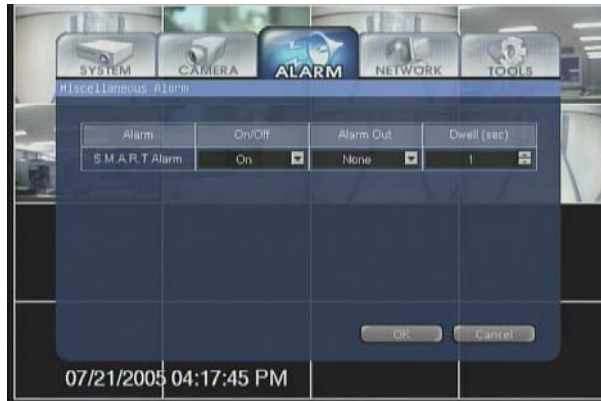 SYSTEM CAMERA ALARM NETWORK TOOLS
Miscellaneous Alarm
Alarm On/Off Alarm Out Dwell (sec)
S.M.A.R.T Alarm On None 1
OK Cancel
07/21/2005 04:17:45 PM